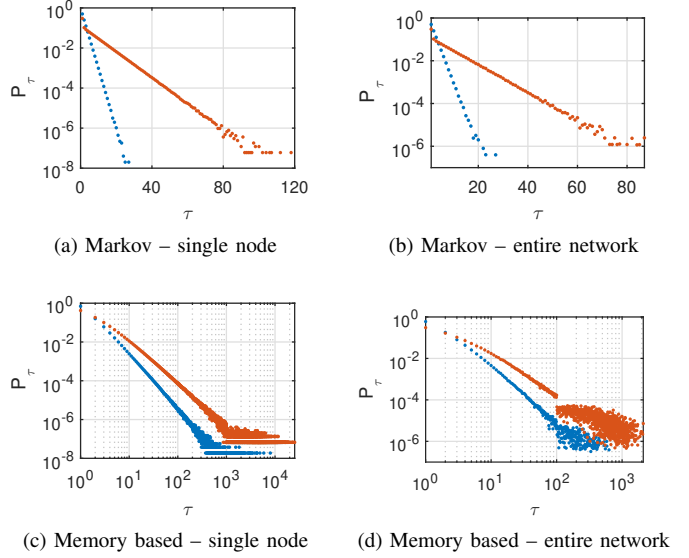 10^0
10^-2
10^-4
10^-6
10^-8
P_τ
0 40 80 120
τ
(a) Markov – single node
10^0
10^-2
10^-4
10^-6
P_τ
20 40 60 80
τ
(b) Markov – entire network
10^0
10^-2
10^-4
10^-6
10^-8
P_τ
10^0 10^1 10^2 10^3 10^4
τ
(c) Memory based – single node
10^0
10^-2
10^-4
10^-6
P_τ
10^0 10^1 10^2 10^3
τ
(d) Memory based – entire network